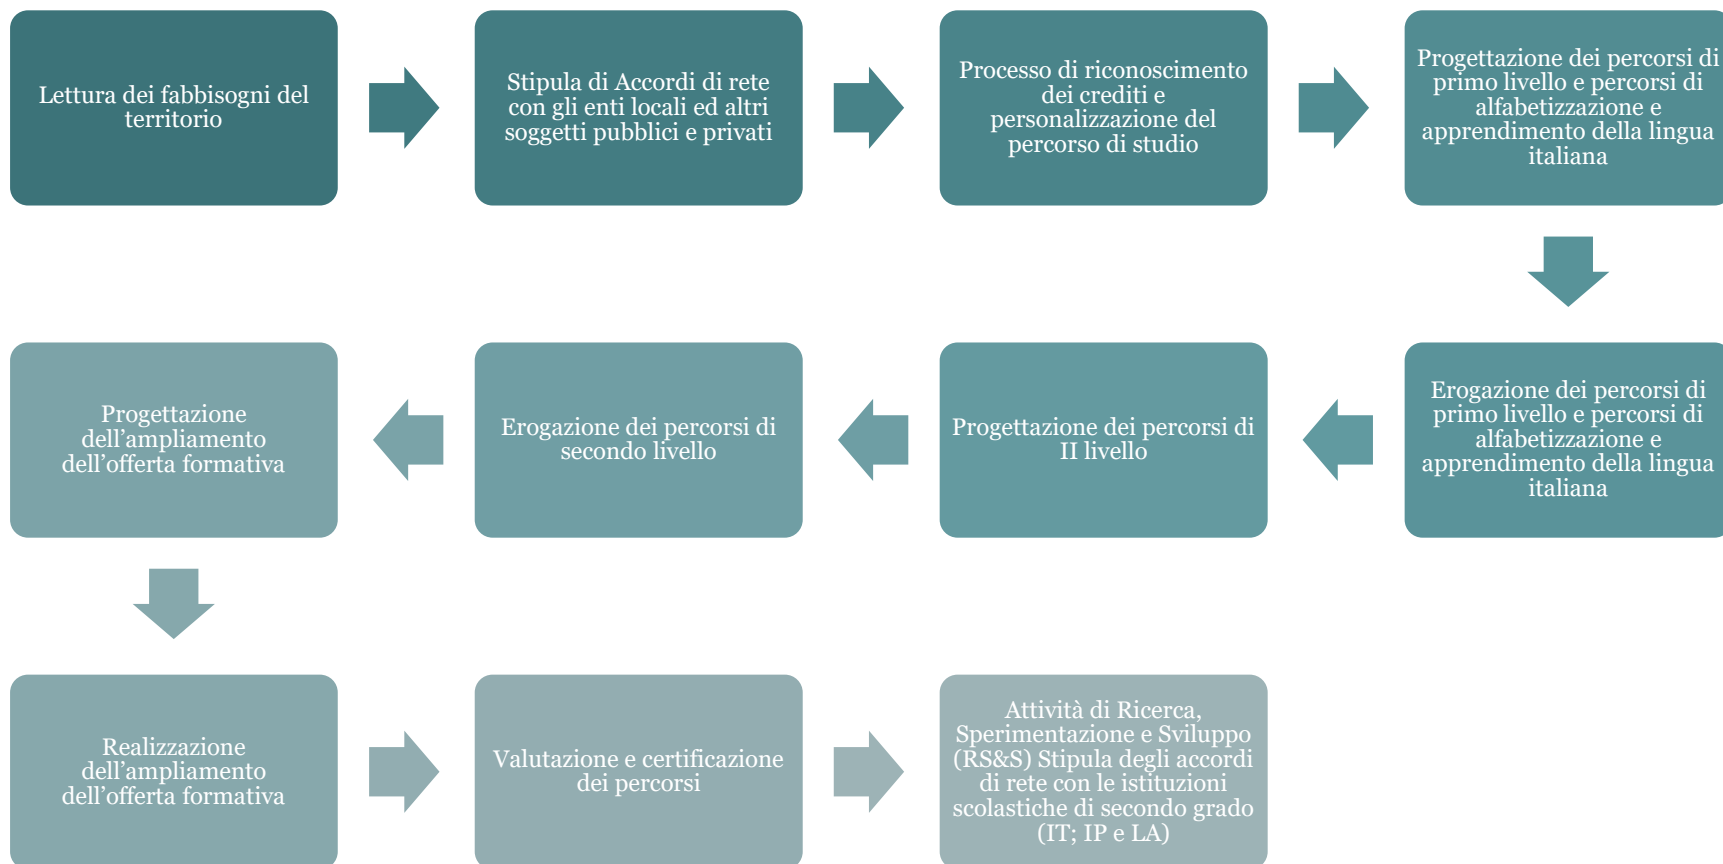 Lettura dei fabbisogni del
territorio
Stipula di Accordi di rete
con gli enti locali ed altri
soggetti pubblici e privati
Processo di riconoscimento
dei crediti e
personalizzazione del
percorso di studio
Progettazione dei percorsi di
primo livello e percorsi di
alfabetizzazione e
apprendimento della lingua
italiana
Erogazione dei percorsi di
primo livello e percorsi di
alfabetizzazione e
apprendimento della lingua
italiana
Progettazione dei percorsi di
II livello
Erogazione dei percorsi di
secondo livello
Progettazione
dell’ampliamento
dell’offerta formativa
Realizzazione
dell’ampliamento
dell’offerta formativa
Valutazione e certificazione
dei percorsi
Attività di Ricerca,
Sperimentazione e Sviluppo
(RS&S) Stipula degli accordi
di rete con le istituzioni
scolastiche di secondo grado
(IT; IP e LA)